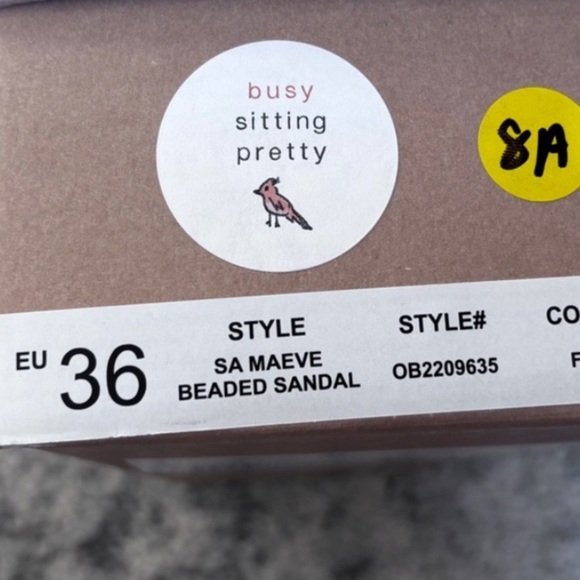 busy
sitting
pretty
8A
EU 36
STYLE
SA MAEVE
BEADED SANDAL
STYLE#
OB2209635
CO
F